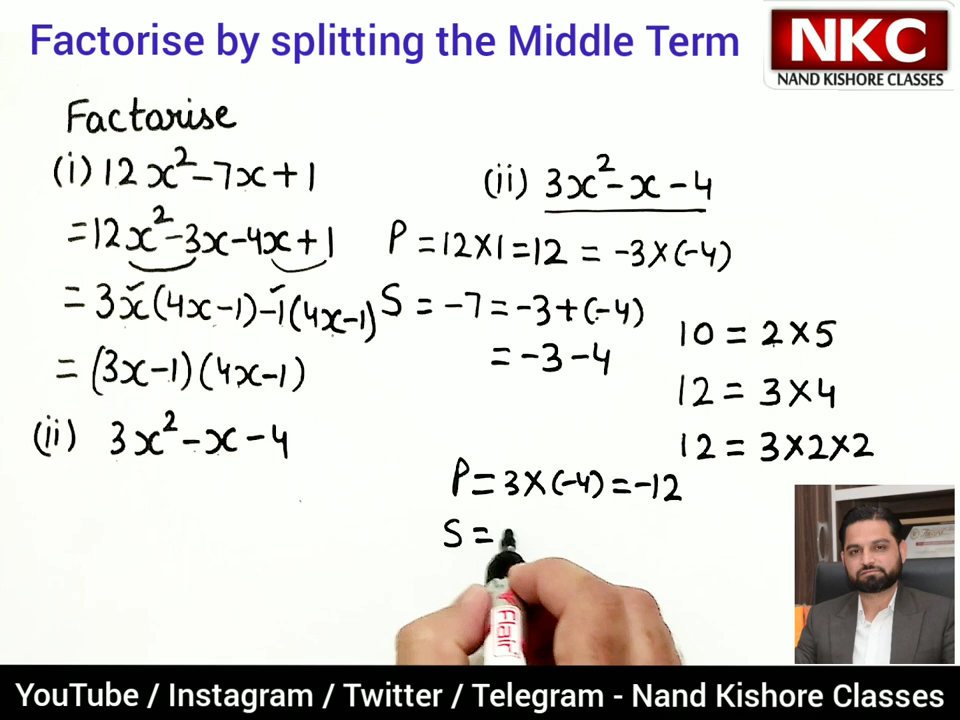 Factorise by splitting the Middle Term
NKC
NAND KISHORE CLASSES
Factorise
(i) 12x² - 7x + 1
= 12x² - 3x - 4x + 1
= 3x(4x - 1) - 1(4x - 1)
= (3x - 1)(4x - 1)
(ii) 3x² - x - 4
(ii) 3x² - x - 4
P = 12 × 1 = 12 = -3 × (-4)
S = -7 = -3 + (-4)
= -3 - 4
10 = 2 × 5
12 = 3 × 4
12 = 3 × 2 × 2
P = 3 × (-4) = -12
S =
Flair
YouTube / Instagram / Twitter / Telegram - Nand Kishore Classes